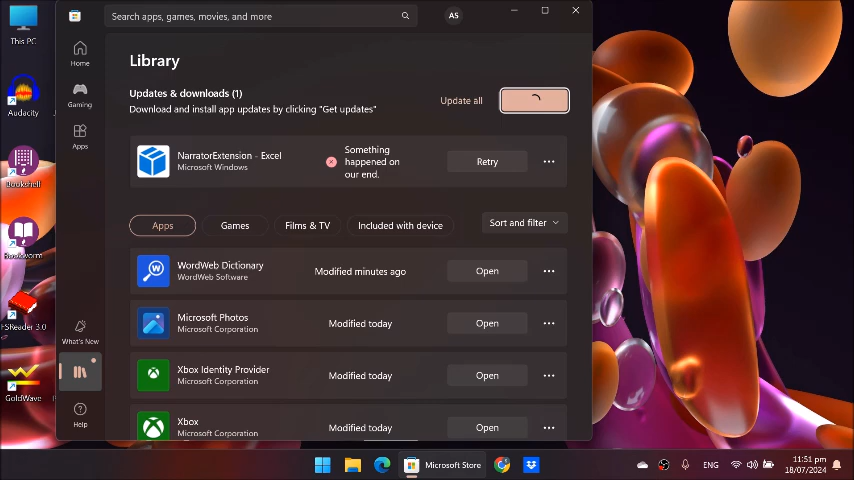 This PC
Audacity
Bookshelf
Bookworm
FSReader 3.0
GoldWave
Search apps, games, movies, and more
AS
Home
Gaming
Apps
What's New
Help
Library
Updates & downloads (1)
Download and install app updates by clicking "Get updates"
Update all
NarratorExtension - Excel
Microsoft Windows
Something
happened on
our end.
Retry
Apps
Games
Films & TV
Included with device
Sort and filter
WordWeb Dictionary
WordWeb Software
Modified minutes ago
Open
Microsoft Photos
Microsoft Corporation
Modified today
Open
Xbox Identity Provider
Microsoft Corporation
Modified today
Open
Xbox
Microsoft Corporation
Modified today
Open
Microsoft Store
ENG
11:51 pm
18/07/2024